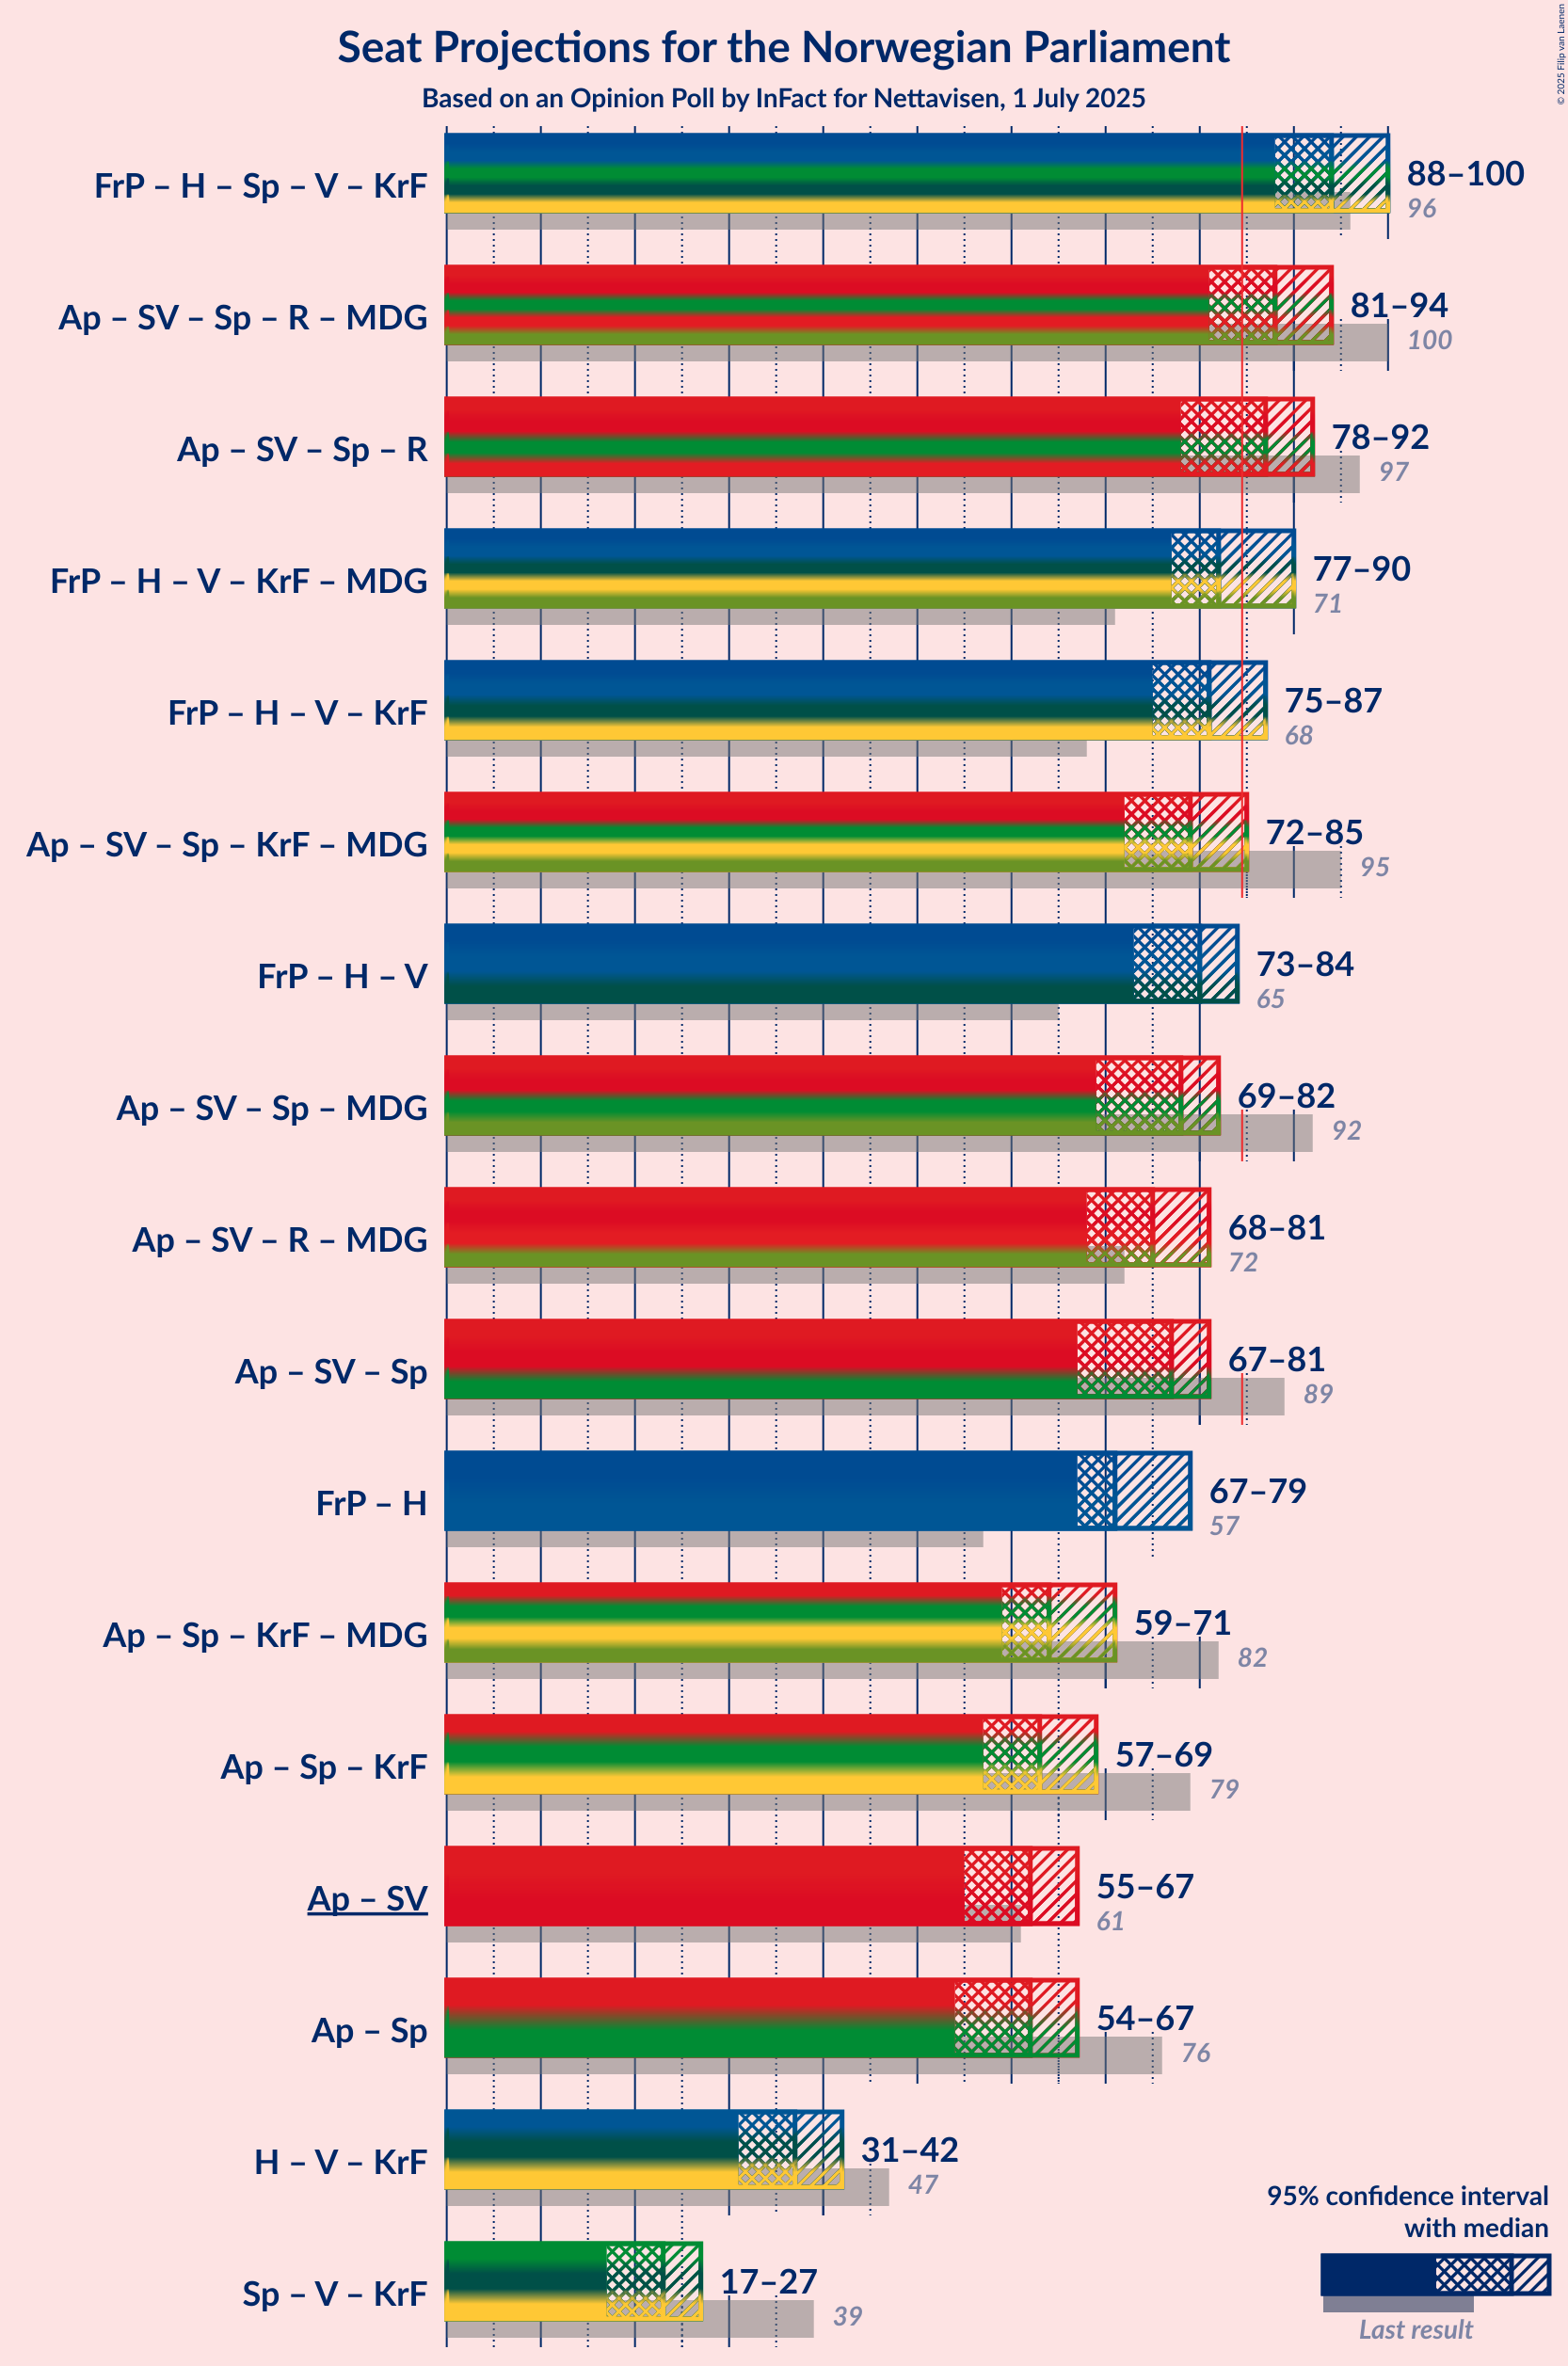 Seat Projections for the Norwegian Parliament
Based on an Opinion Poll by InFact for Nettavisen, 1 July 2025
© 2025 Filip van Laenen
FrP – H – Sp – V – KrF
88–100
96
Ap – SV – Sp – R – MDG
81–94
100
Ap – SV – Sp – R
78–92
97
FrP – H – V – KrF – MDG
77–90
71
FrP – H – V – KrF
75–87
68
Ap – SV – Sp – KrF – MDG
72–85
95
FrP – H – V
73–84
65
Ap – SV – Sp – MDG
69–82
92
Ap – SV – R – MDG
68–81
72
Ap – SV – Sp
67–81
89
FrP – H
67–79
57
Ap – Sp – KrF – MDG
59–71
82
Ap – Sp – KrF
57–69
79
Ap – SV
55–67
61
Ap – Sp
54–67
76
H – V – KrF
31–42
47
Sp – V – KrF
17–27
39
95% confidence interval
with median
Last result